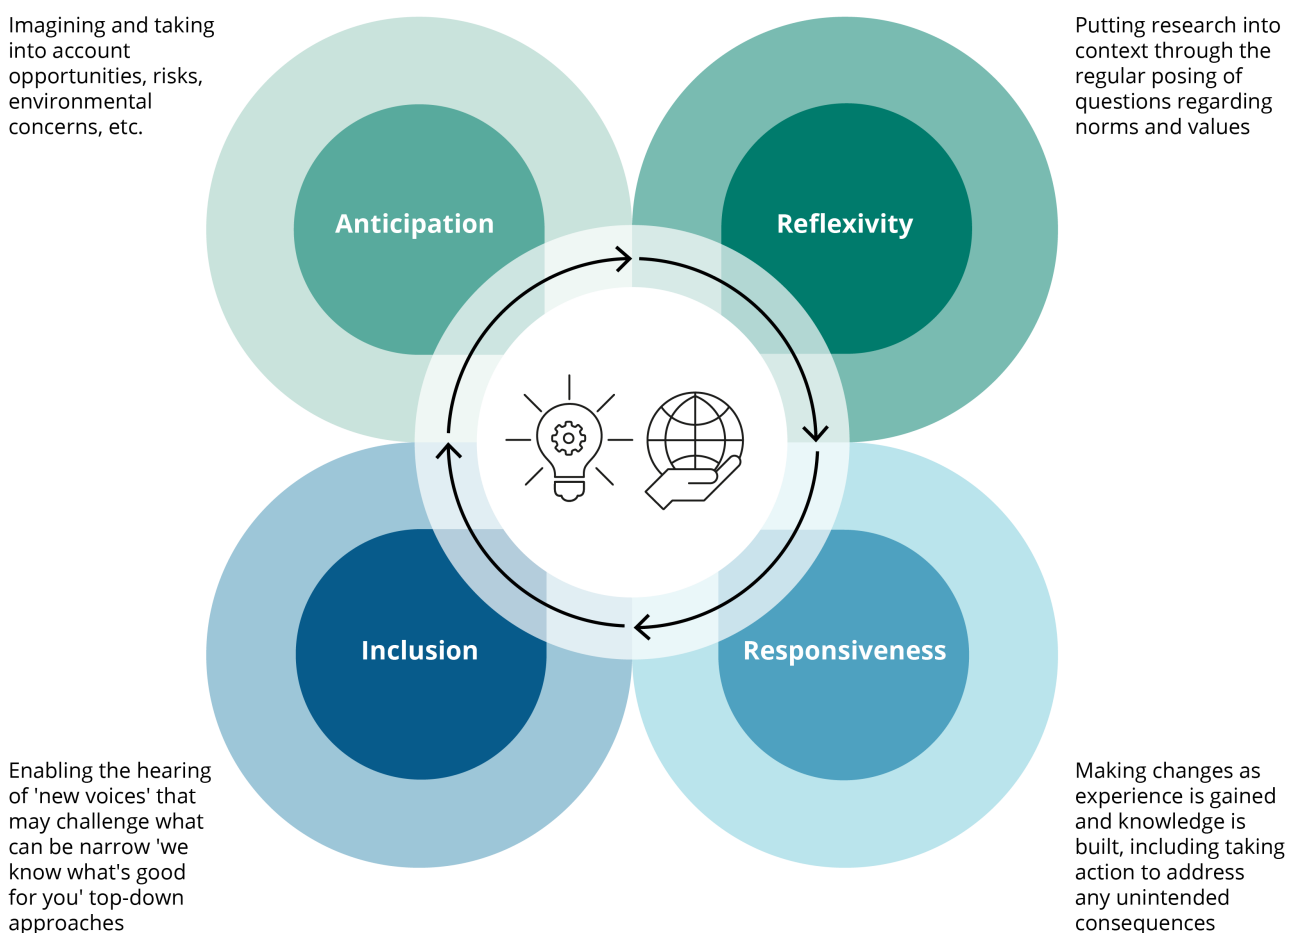 Imagining and taking
into account
opportunities, risks,
environmental
concerns, etc.
Anticipation
Putting research into
context through the
regular posing of
questions regarding
norms and values
Reflexivity
Enabling the hearing
of 'new voices' that
may challenge what
can be narrow 'we
know what's good
for you' top-down
approaches
Inclusion
Making changes as
experience is gained
and knowledge is
built, including taking
action to address
any unintended
consequences
Responsiveness